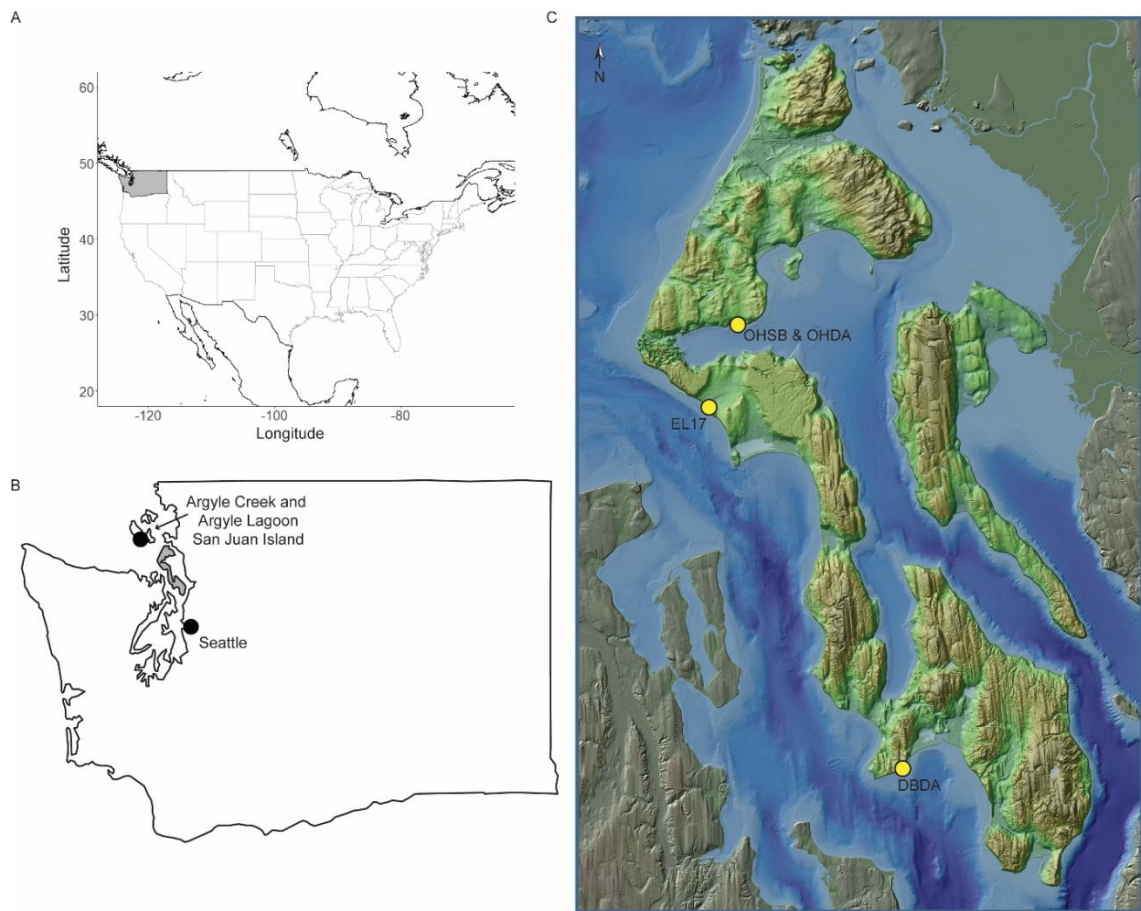 A
60
50
40
30
20
Latitude
-120
-100
-80
Longitude
B
Argyle Creek and
Argyle Lagoon
San Juan Island
Seattle
C
N
OHSB & OHDA
EL17
DBDA